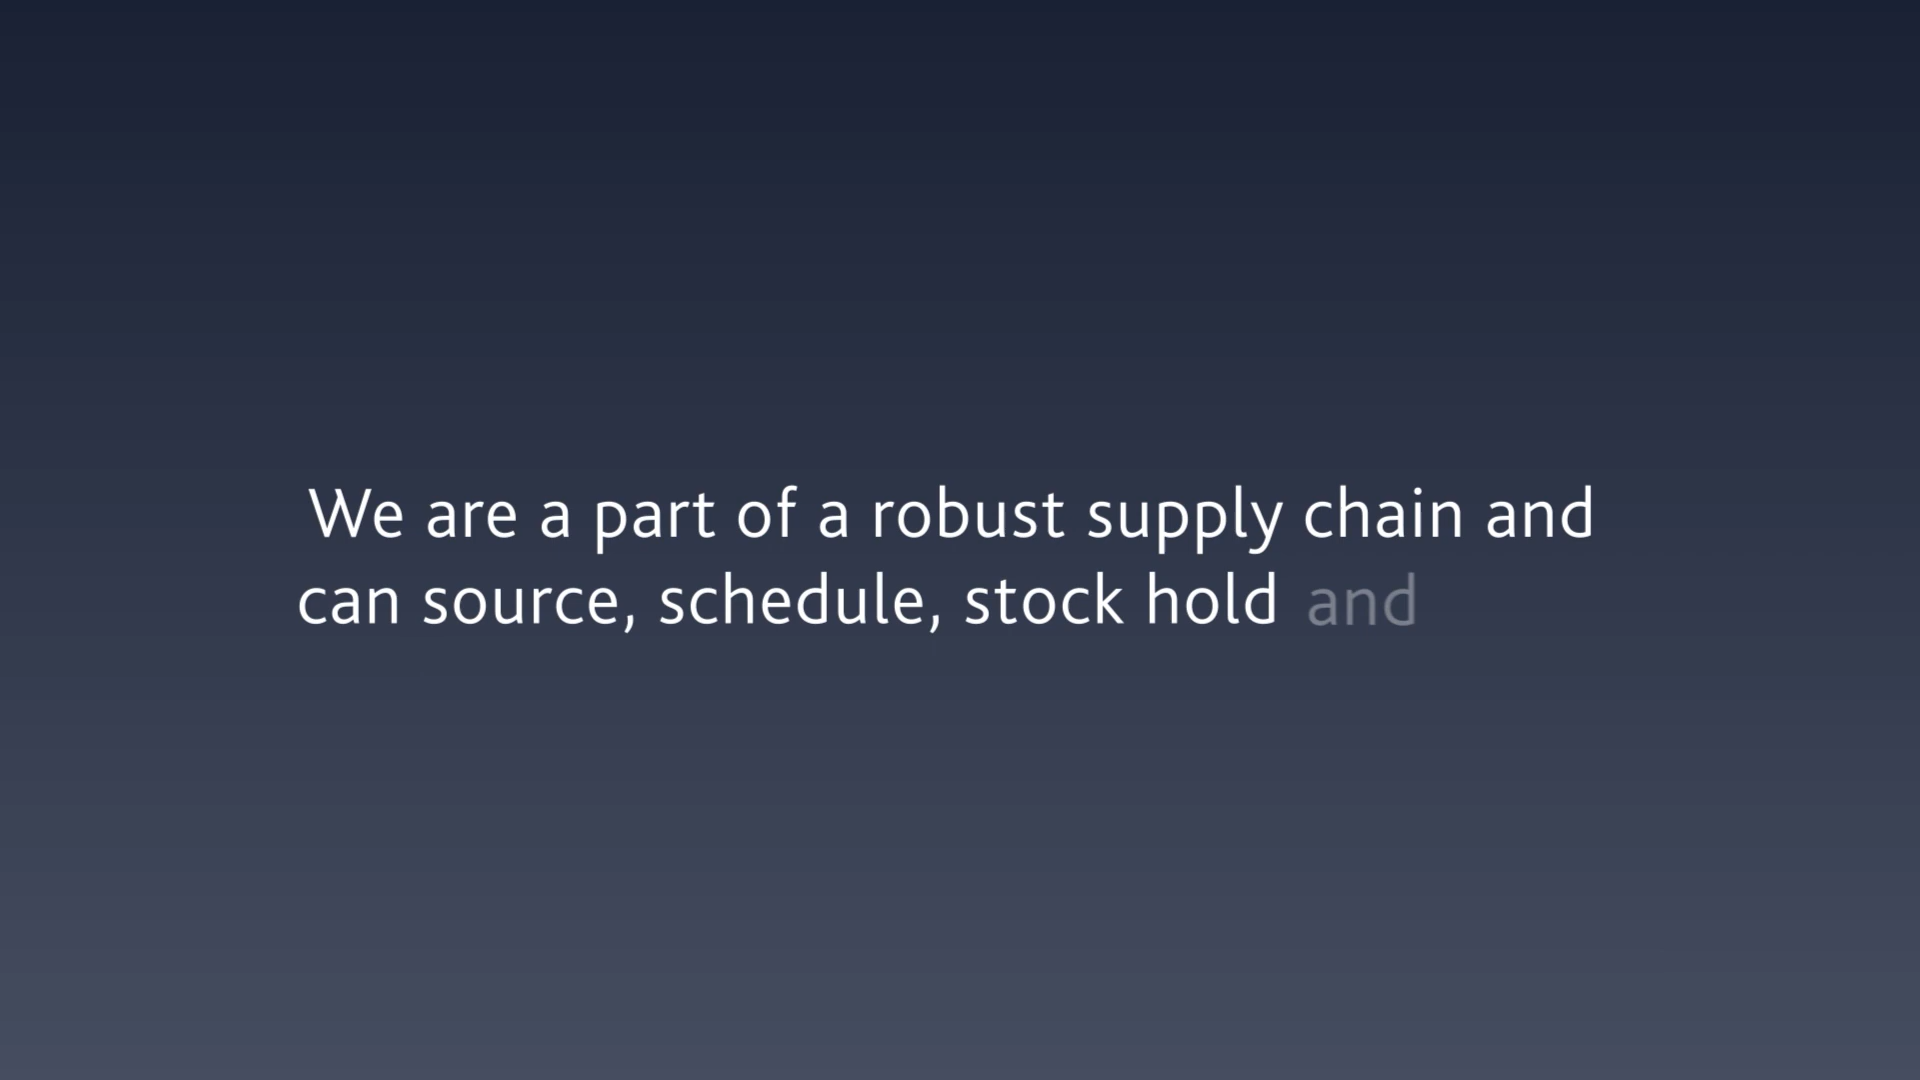 We are a part of a robust supply chain and
can source, schedule, stock hold and